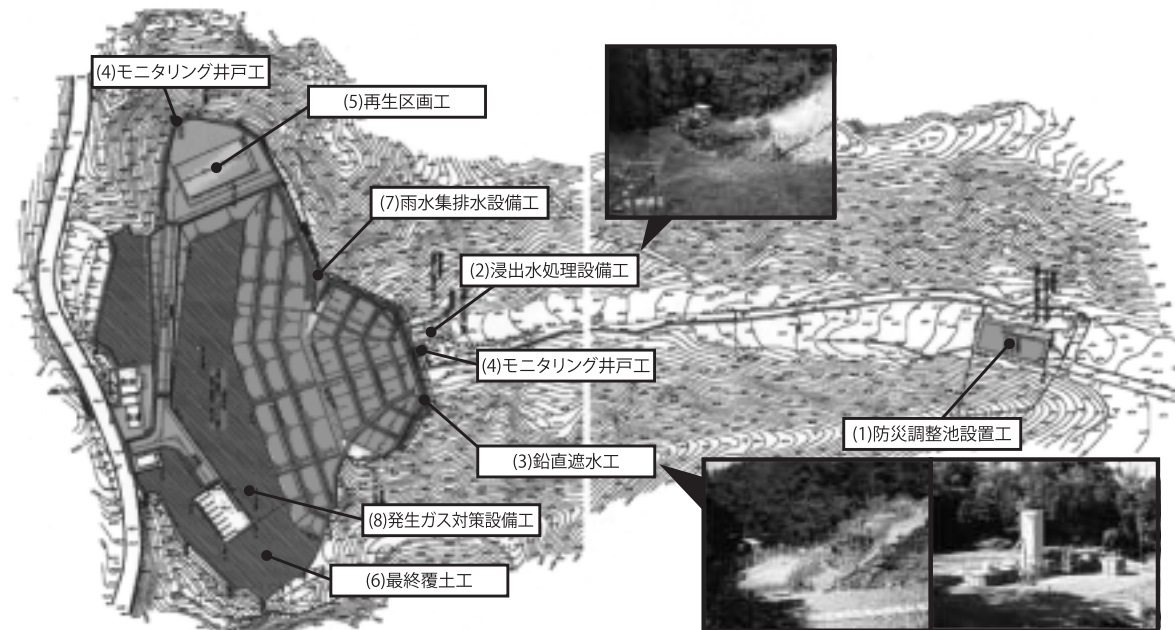 (4)モニタリング井戸工
(5)再生区画工
(7)雨水集排水設備工
(2)浸出水処理設備工
(4)モニタリング井戸工
(1)防災調整池設置工
(3)鉛直遮水工
(8)発生ガス対策設備工
(6)最終覆土工